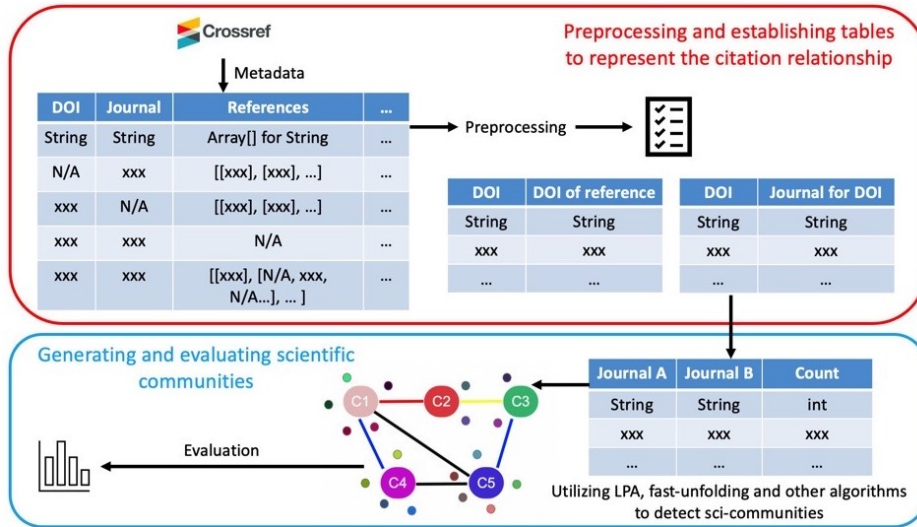 Crossref
Preprocessing and establishing tables
to represent the citation relationship
Metadata
DOI Journal References ...
String String Array[] for String ...
N/A xxx [[xxx], [xxx], ...] ...
xxx N/A [[xxx], [xxx], ...] ...
xxx xxx N/A ...
xxx xxx [[xxx], [N/A, xxx, ...
N/A...], ... ]
Preprocessing
DOI DOI of reference
String String
xxx xxx
... ...
DOI Journal for DOI
String String
xxx xxx
... ...
Generating and evaluating scientific
communities
Journal A Journal B Count
String String int
xxx xxx xxx
... ... ...
Utilizing LPA, fast-unfolding and other algorithms
to detect sci-communities
C1 C2 C3
C4 C5
Evaluation